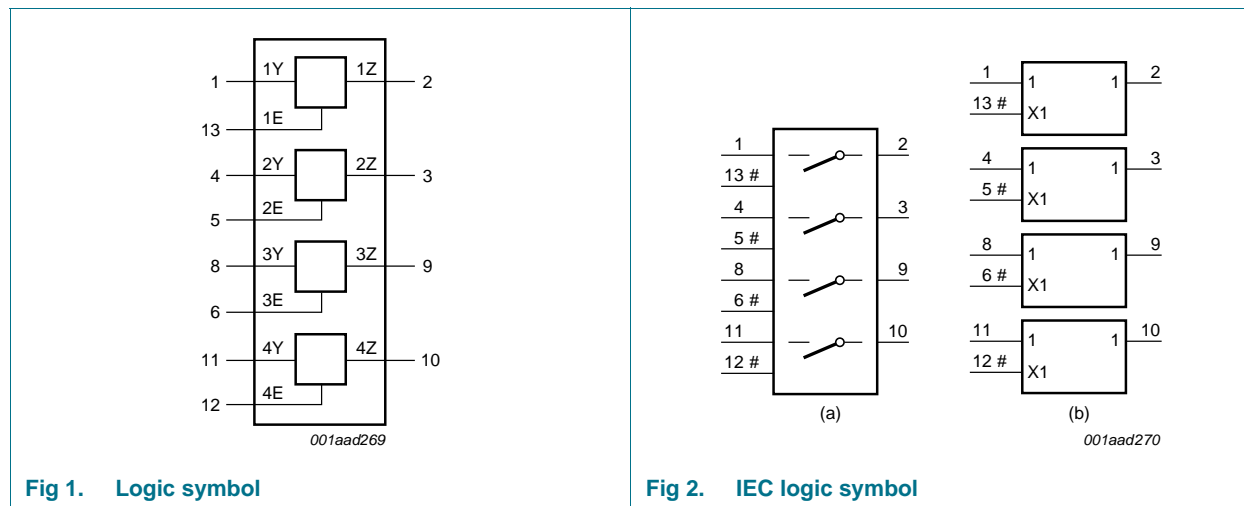 1Y 1Z
1 2
1E
13
2Y 2Z
4 3
2E
5
3Y 3Z
8 9
3E
6
4Y 4Z
11 10
4E
12
001aad269
Fig 1. Logic symbol
1 2
13 #
4 3
5 #
8 9
6 #
11 10
12 #
(a)
1 2
1 1
13 #
X1
4 3
1 1
5 #
X1
8 9
1 1
6 #
X1
11 10
1 1
12 #
X1
(b)
001aad270
Fig 2. IEC logic symbol